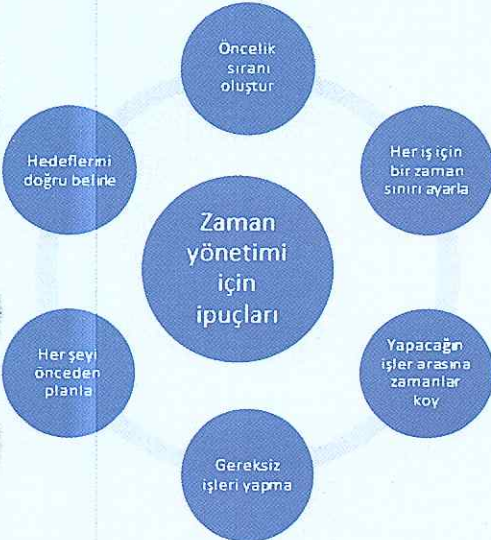 Öncelik
sıranı
oluştur
Her iş için
bir zaman
sınırı ayarla
Yapacağın
işler arasına
zamanlar
koy
Gereksiz
işleri yapma
Her şeyi
önceden
planla
Hedeflerini
doğru belirle
Zaman
yönetimi
için
ipuçları